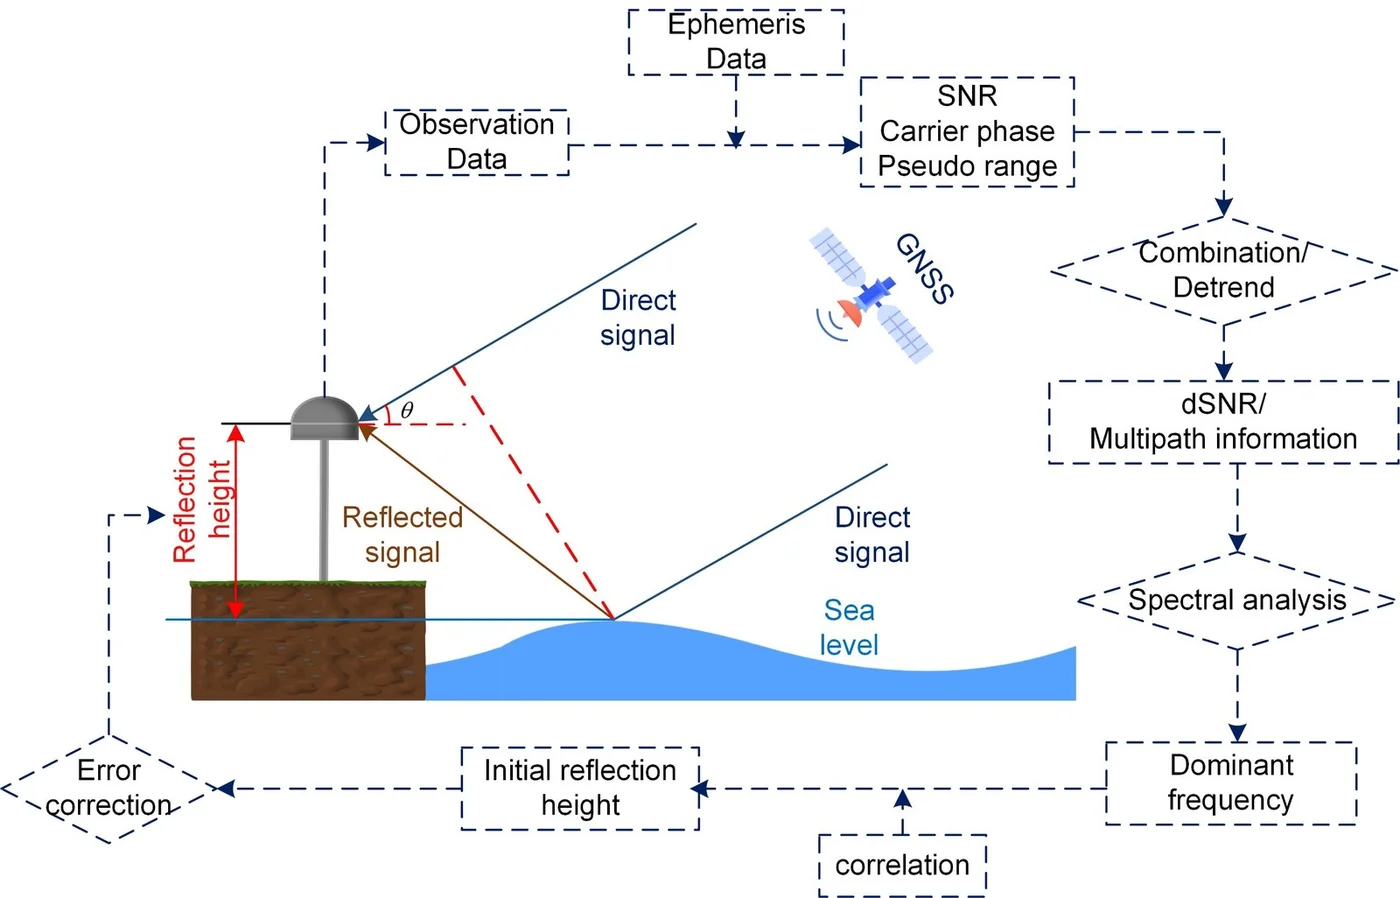 Ephemeris
Data
Observation
Data
SNR
Carrier phase
Pseudo range
Combination/
Detrend
GNSS
Direct
signal
θ
dSNR/
Multipath information
Reflection
height
Reflected
signal
Direct
signal
Sea
level
Spectral analysis
Error
correction
Initial reflection
height
Dominant
frequency
correlation